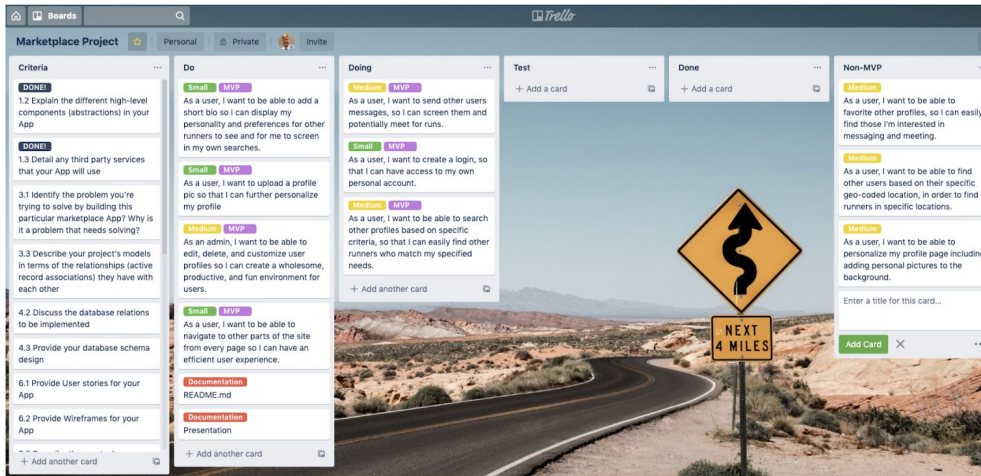 Boards
Trello
Marketplace Project
Personal
Private
Invite
Criteria
DONE!
1.2 Explain the different high-level
components (abstractions) in your
App
DONE!
1.3 Detail any third party services
that your App will use
3.1 Identify the problem you're
trying to solve by building this
particular marketplace App? Why is
it a problem that needs solving?
3.3 Describe your project's models
in terms of the relationships (active
record associations) they have with
each other
4.2 Discuss the database relations
to be implemented
4.3 Provide your database schema
design
6.1 Provide User stories for your
App
6.2 Provide Wireframes for your
App
+ Add another card
Do
Small MVP
As a user, I want to be able to add a
short bio so I can display my
personality and preferences for other
runners to see and for me to screen
in my own searches.
Small MVP
As a user, I want to upload a profile
pic so that I can further personalize
my profile
Medium MVP
As an admin, I want to be able to
edit, delete, and customize user
profiles so I can create a wholesome,
productive, and fun environment for
users.
Small MVP
As a user, I want to be able to
navigate to other parts of the site
from every page so I can have an
efficient user experience.
Documentation
README.md
Documentation
Presentation
+ Add another card
Doing
Medium MVP
As a user, I want to send other users
messages, so I can screen them and
potentially meet for runs.
Small MVP
As a user, I want to create a login, so
that I can have access to my own
personal account.
Medium MVP
As a user, I want to be able to search
other profiles based on specific
criteria, so that I can easily find other
runners who match my specified
needs.
+ Add another card
Test
+ Add a card
Done
+ Add a card
Non-MVP
Medium
As a user, I want to be able to
favorite other profiles, so I can easily
find those I'm interested in
messaging and meeting.
Medium
As a user, I want to be able to find
other users based on their specific
geo-coded location, in order to find
runners in specific locations.
Medium
As a user, I want to be able to
personalize my profile page including
adding personal pictures to the
background.
Enter a title for this card...
Add Card
NEXT
4 MILES